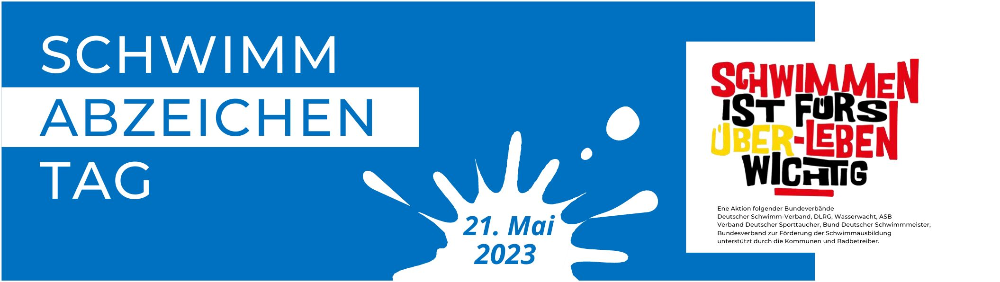 SCHWIMM
ABZEICHEN
TAG
21. Mai
2023
SCHWIMMEN
IST FÜRS
ÜBER-LEBEN
WICHTIG
Ene Aktion folgender Bundeverbände
Deutscher Schwimm-Verband, DLRG, Wasserwacht, ASB
Verband Deutscher Sporttaucher, Bund Deutscher Schwimmmeister,
Bundesverband zur Förderung der Schwimmausbildung
unterstützt durch die Kommunen und Badbetreiber.